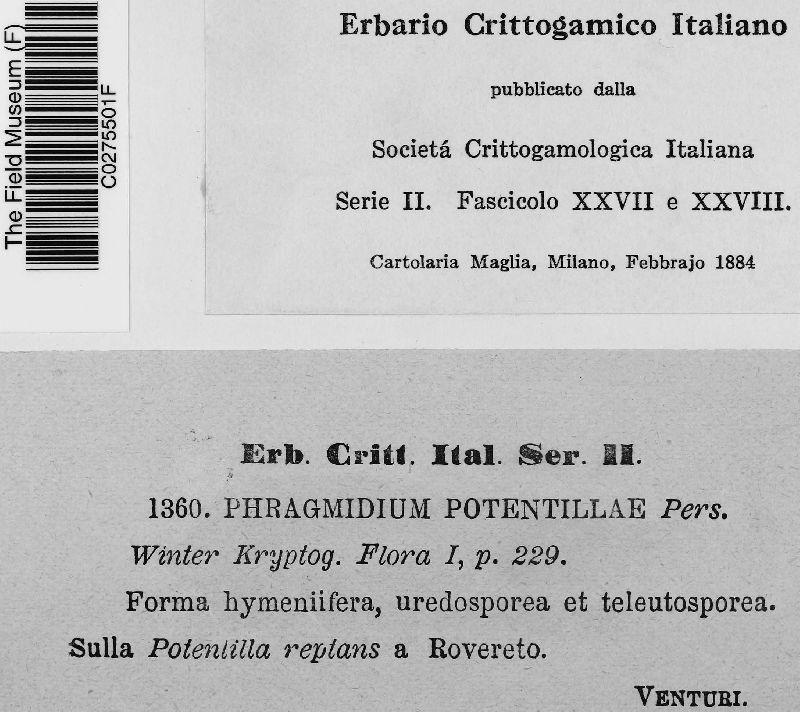 The Field Museum (F)
C0275501F
Erbario Crittogamico Italiano
pubblicato dalla
Societá Crittogamologica Italiana
Serie II. Fascicolo XXVII e XXVIII.
Cartolaria Maglia, Milano, Febbrajo 1884
Erb. Critt. Ital. Ser. II.
1360. PHRAGMIDIUM POTENTILLAE Pers.
Winter Kryptog. Flora I, p. 229.
Forma hymeniifera, uredosporea et teleutosporea.
Sulla Potentilla reptans a Rovereto.
VENTURI.